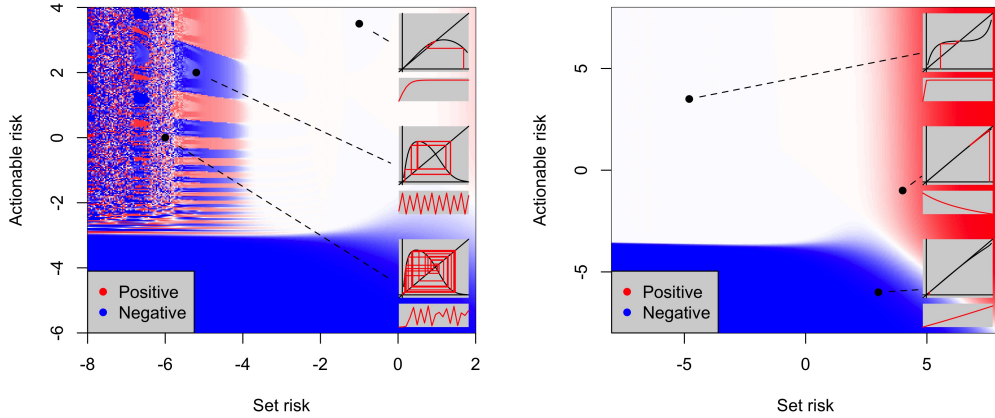 4
2
0
-2
-4
-6
Actionable risk
Positive
Negative
-8 -6 -4 -2 0 2
Set risk
5
0
-5
Actionable risk
Positive
Negative
-5 0 5
Set risk